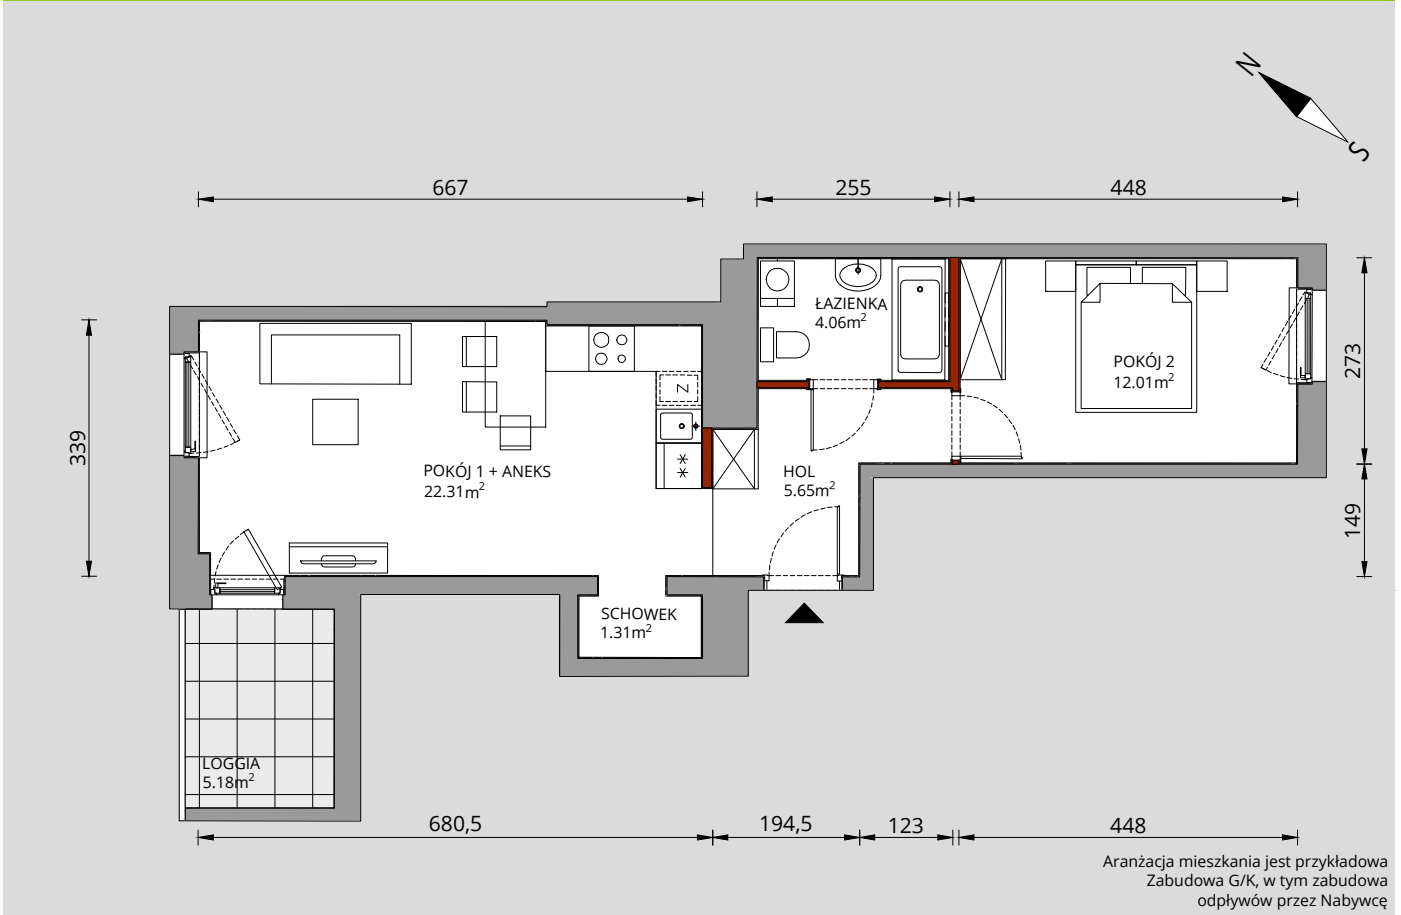 N
S
667
255
448
ŁAZIENKA
4.06m²
POKÓJ 2
12.01m²
273
339
Z
POKÓJ 1 + ANEKS
22.31m²
**
HOL
5.65m²
149
SCHOWEK
1.31m²
LOGGIA
5.18m²
680,5
194,5
123
448
Aranżacja mieszkania jest przykładowa
Zabudowa G/K, w tym zabudowa
odpływów przez Nabywcę